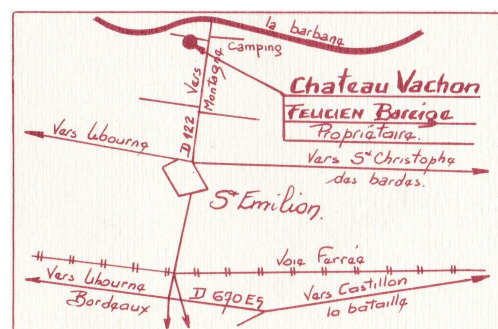 la barbane
Camping
Chateau Vachon
FELICIEN Bareige
Propriétaire.
Vers
Montagne
D 122
Vers Libourne
Vers St Christophe
des bardes.
St Emilion.
Voie Ferrée
Vers Libourne
Bordeaux
D 670 E5
Vers Castillon
la bataille